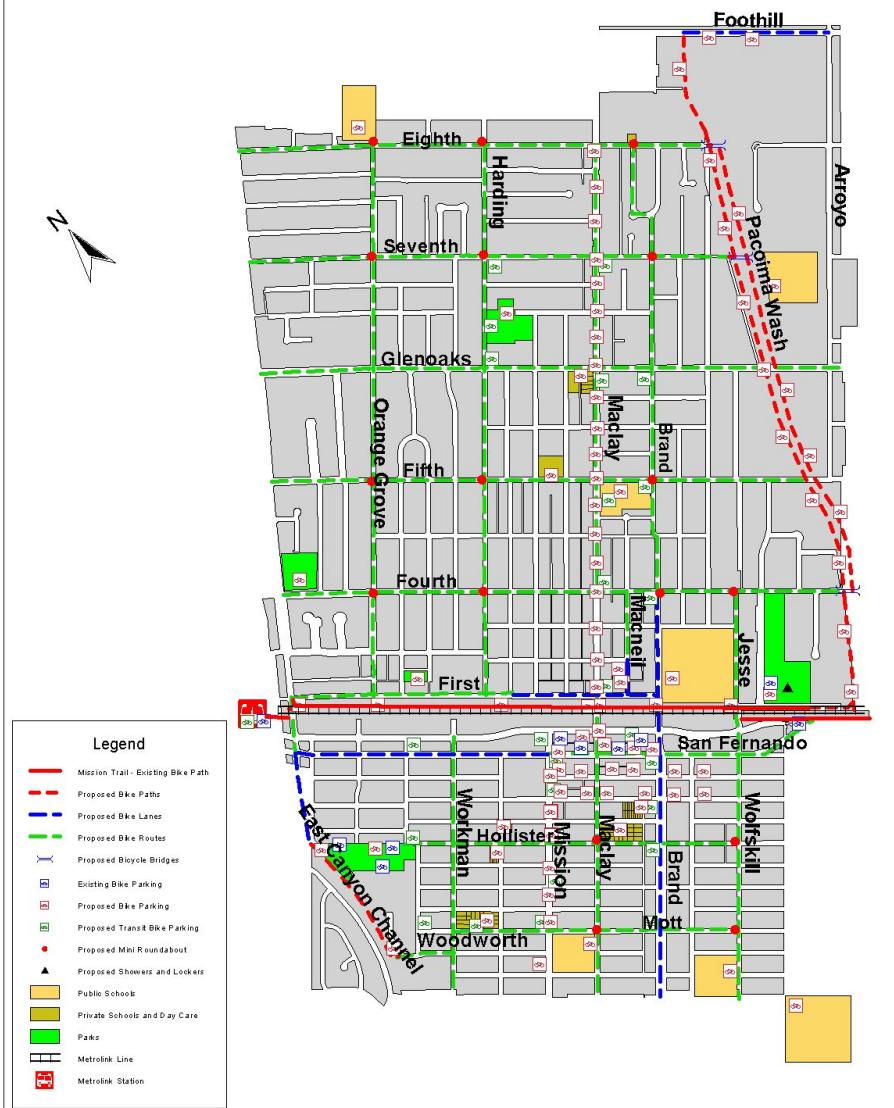 Foothill
Eighth
Harding
Arroyo
N
Seventh
Pacoima Wash
Glenoaks
Orange Grove
Maclay
Brand
Fifth
Fourth
Macneil
Jesse
First
San Fernando
East Canyon Channel
Workman
Hollister
Mission
Maclay
Brand
Wolfskill
Mott
Woodworth
Legend
Mission Trail - Existing Bike Path
Proposed Bike Paths
Proposed Bike Lanes
Proposed Bike Routes
Proposed Bicycle Bridges
Existing Bike Parking
Proposed Bike Parking
Proposed Transit Bike Parking
Proposed Mini Roundabout
Proposed Showers and Lockers
Public Schools
Private Schools and Day Care
Parks
Metrolink Line
Metrolink Station